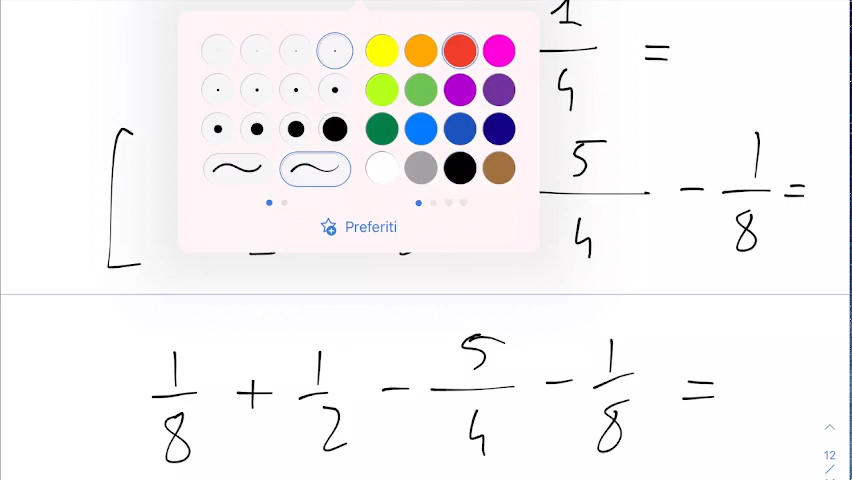 1/4 =
[ 5/4 - 1/8 =
Preferiti
1/8 + 1/2 - 5/4 - 1/8 =
12
/